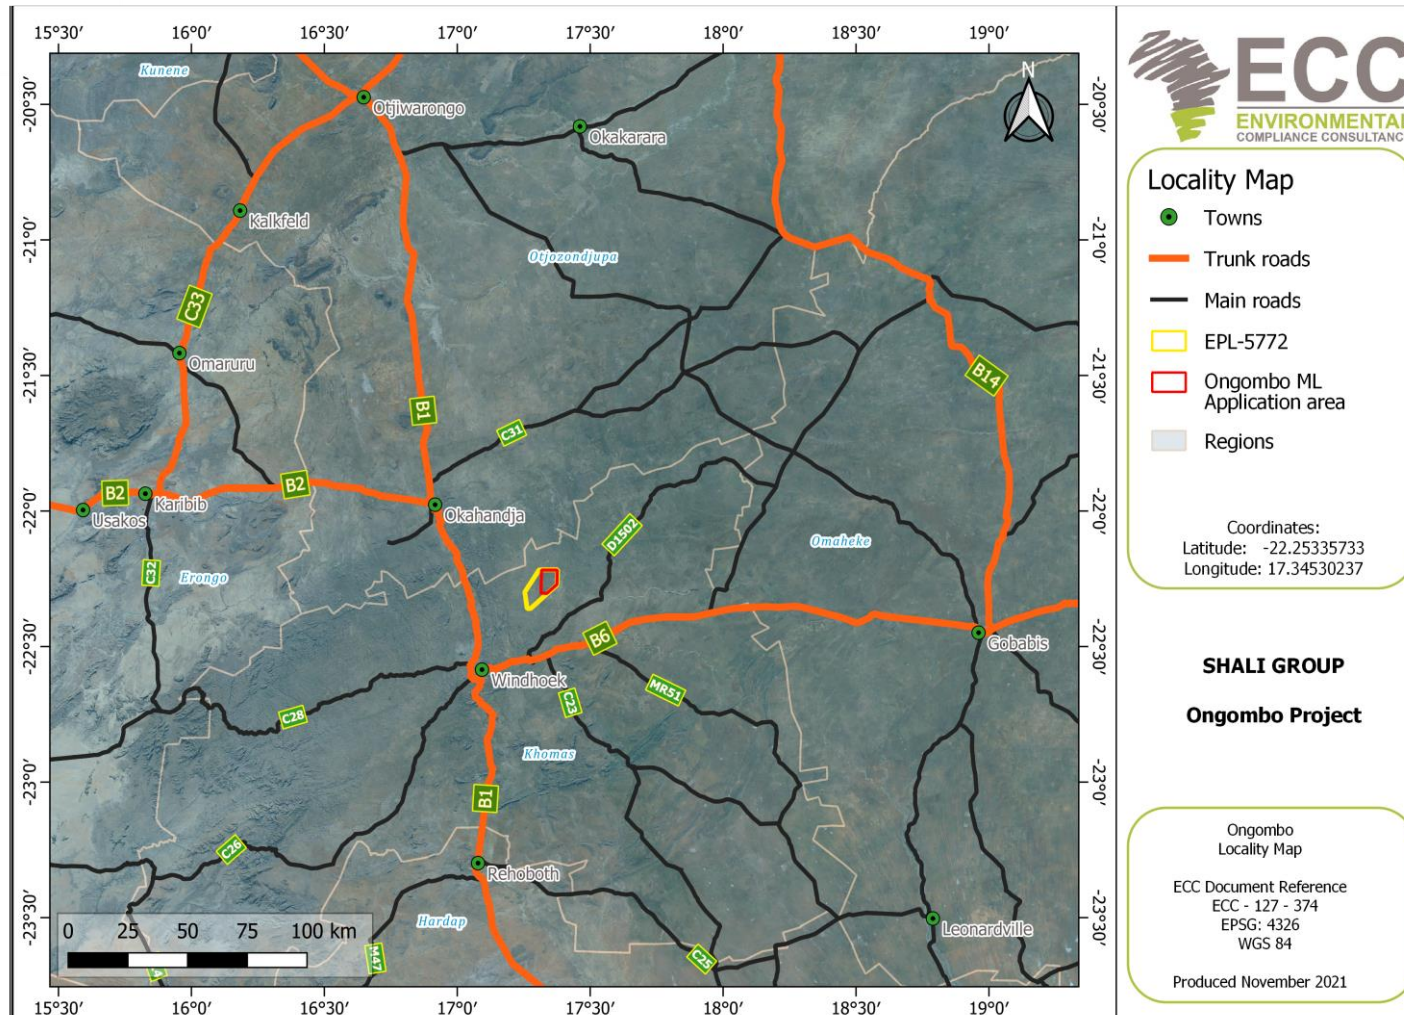 15°30' 16°0' 16°30' 17°0' 17°30' 18°0' 18°30' 19°0'
-20°30'
-21°0'
-21°30'
-22°0'
-22°30'
-23°0'
-23°30'
Kunene
Otjiwarongo
N
Okakarara
Kalkfeld
Otjozondjupa
C33
Omaruru
B1
B14
C31
B2
B2
Karibib
Usakos
Okahandja
D1502
Omaheke
C32
Erongo
B6
Gobabis
Windhoek
MR51
C23
C28
Khomas
B1
C26
Rehoboth
Hardap
Leonardville
M47
C25
0 25 50 75 100 km
-20°30'
-21°0'
-21°30'
-22°0'
-22°30'
-23°0'
-23°30'
15°30' 16°0' 16°30' 17°0' 17°30' 18°0' 18°30' 19°0'
ECC
ENVIRONMENTAL
COMPLIANCE CONSULTANC
Locality Map
Towns
Trunk roads
Main roads
EPL-5772
Ongombo ML
Application area
Regions
Coordinates:
Latitude: -22.25335733
Longitude: 17.34530237
SHALI GROUP
Ongombo Project
Ongombo
Locality Map
ECC Document Reference
ECC - 127 - 374
EPSG: 4326
WGS 84
Produced November 2021